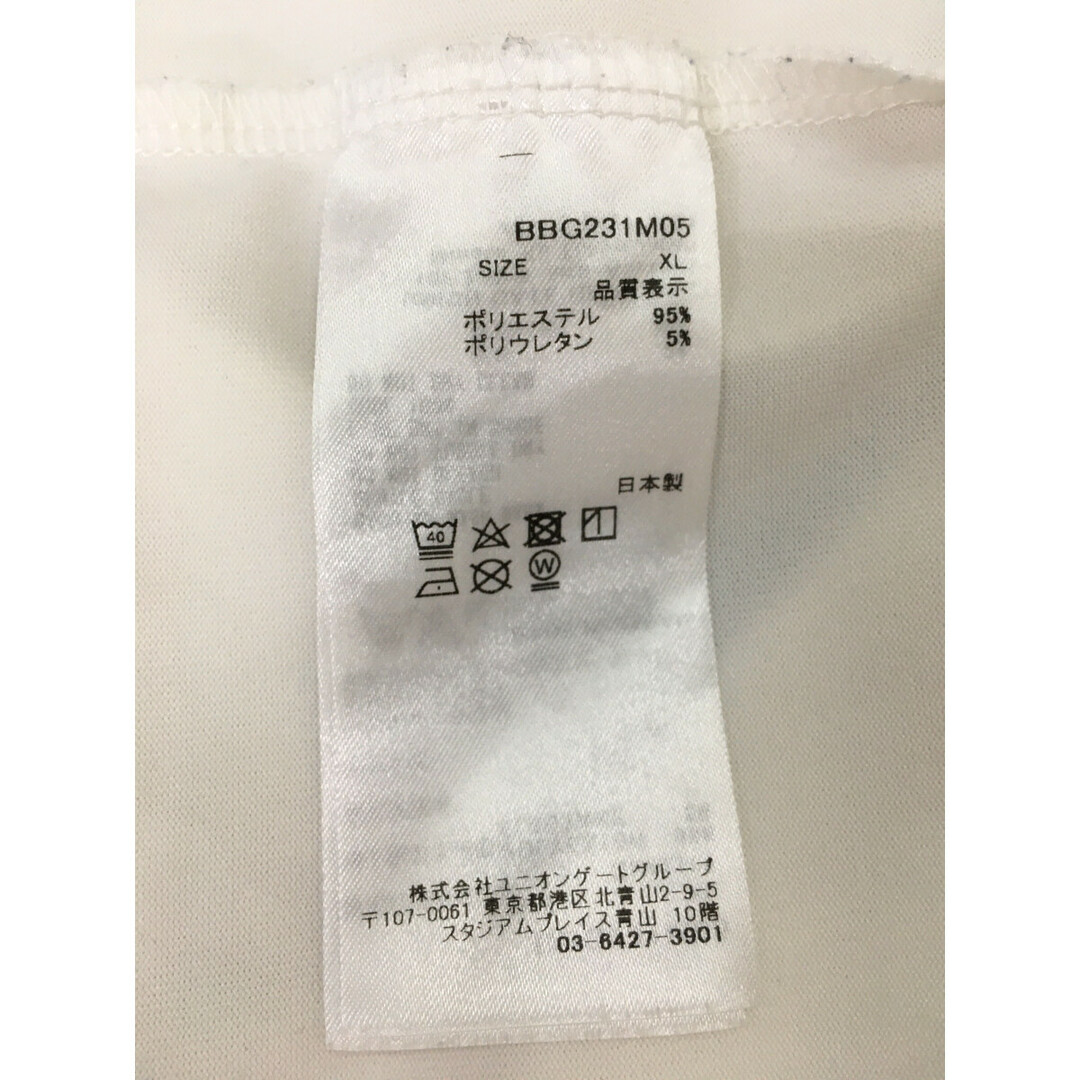 BBG231M05
SIZE XL
品質表示
ポリエステル 95%
ポリウレタン 5%
日本製
40
W
株式会社ユニオンゲートグループ
〒107-0061 東京都港区北青山2-9-5
スタジアムプレイス青山 10階
03-6427-3901